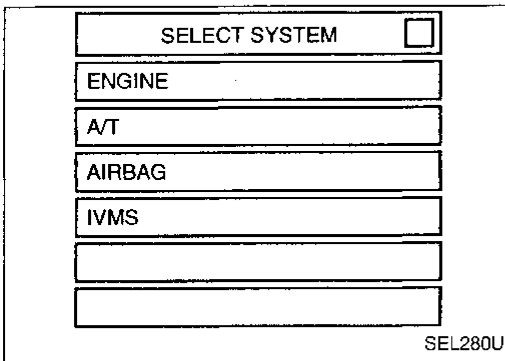 SELECT SYSTEM
ENGINE
A/T
AIRBAG
IVMS
SEL280U